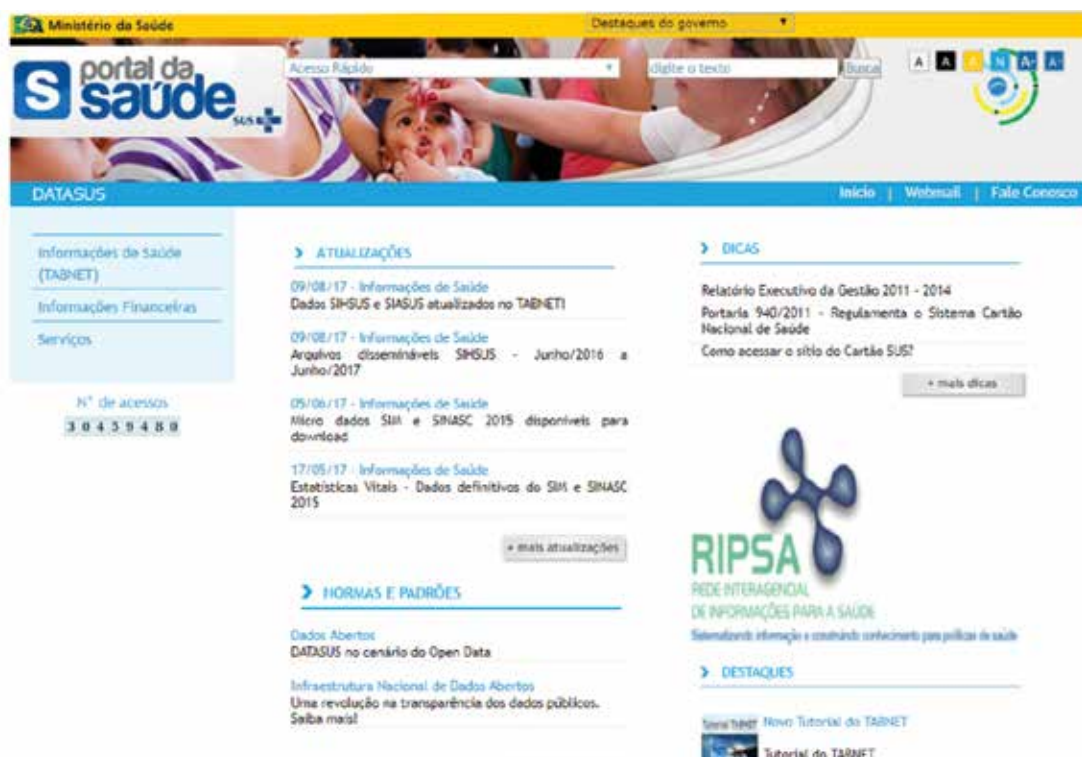 Ministério da Saúde
Destaques do governo
portal da
saúde
SUS
Acesso Rápido
digite o texto
Busca
A A A N A+ A-
DATASUS
Início | Webmail | Fale Conosco
Informações de Saúde
(TABNET)
Informações Financeiras
Serviços
N° de acessos
30459480
ATUALIZAÇÕES
09/08/17 - Informações de Saúde
Dados SIHSUS e SIASUS atualizados no TABNET!
09/08/17 - Informações de Saúde
Arquivos disseminávels SIHSUS - Junho/2016 a
Junho/2017
05/06/17 - Informações de Saúde
Micro dados SIM e SINASC 2015 disponíveis para
download
17/05/17 - Informações de Saúde
Estatísticas Vitais - Dados definitivos do SIM e SINASC
2015
+ mais atualizações
NORMAS E PADRÕES
Dados Abertos
DATASUS no cenário do Open Data
Infraestrutura Nacional de Dados Abertos
Uma revolução na transparência dos dados públicos.
Saiba mais!
DICAS
Relatório Executivo da Gestão 2011 - 2014
Portaria 940/2011 - Regulamenta o Sistema Cartão
Nacional de Saúde
Como acessar o sítio do Cartão SUS?
+ mais dicas
RIPSA
REDE INTERAGENCIAL
DE INFORMAÇÕES PARA A SAÚDE
Sistematizando informação e construindo conhecimento para políticas de saúde
DESTAQUES
Tutorial TABNET
Novo Tutorial do TABNET
Tutorial do TABNET